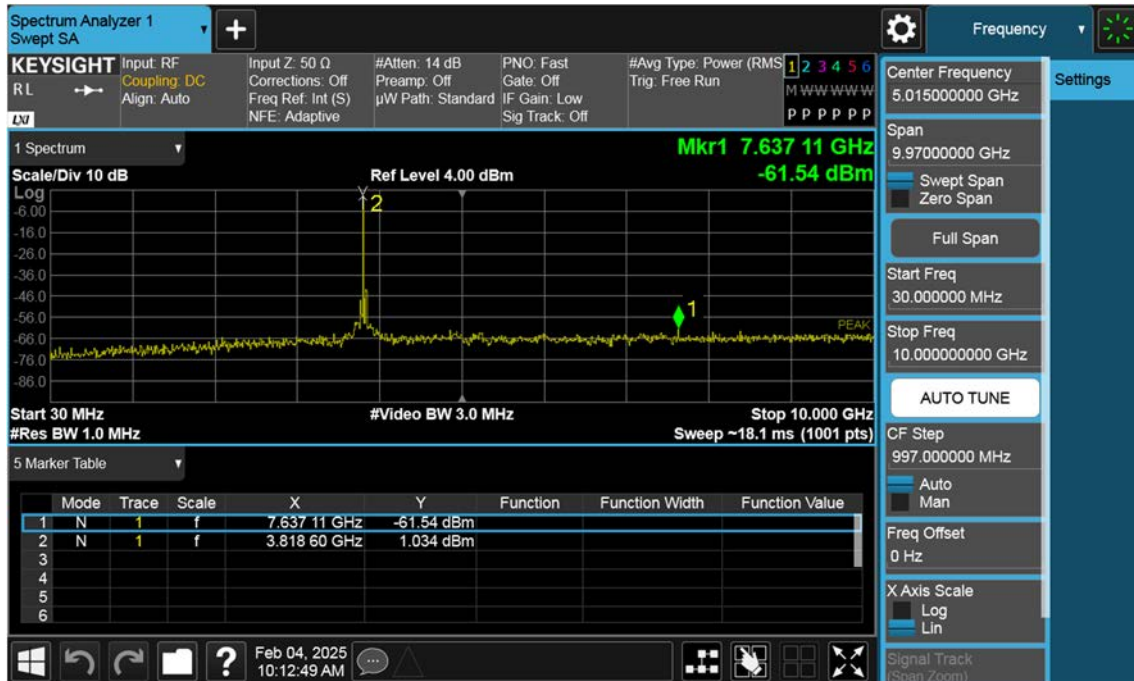 Spectrum Analyzer 1
Swept SA
Frequency
KEYSIGHT
R L
LXI
Input: RF
Coupling: DC
Align: Auto
Input Z: 50 Ω
Corrections: Off
Freq Ref: Int (S)
NFE: Adaptive
#Atten: 14 dB
Preamp: Off
µW Path: Standard
PNO: Fast
Gate: Off
IF Gain: Low
Sig Track: Off
#Avg Type: Power (RMS
Trig: Free Run
1 2 3 4 5 6
M W W W W W
P P P P P P
1 Spectrum
Mkr1 7.637 11 GHz
-61.54 dBm
Scale/Div 10 dB
Ref Level 4.00 dBm
Log
-6.00
-16.0
-26.0
-36.0
-46.0
-56.0
-66.0
-76.0
-86.0
2
1
PEAK
Start 30 MHz
#Video BW 3.0 MHz
Stop 10.000 GHz
#Res BW 1.0 MHz
Sweep ~18.1 ms (1001 pts)
5 Marker Table
Mode Trace Scale X Y Function Function Width Function Value
1 N 1 f 7.637 11 GHz -61.54 dBm
2 N 1 f 3.818 60 GHz 1.034 dBm
3
4
5
6
Feb 04, 2025
10:12:49 AM
Center Frequency
5.015000000 GHz
Span
9.97000000 GHz
Swept Span
Zero Span
Full Span
Start Freq
30.000000 MHz
Stop Freq
10.000000000 GHz
AUTO TUNE
CF Step
997.000000 MHz
Auto
Man
Freq Offset
0 Hz
X Axis Scale
Log
Lin
Signal Track
(Span Zoom)
Settings